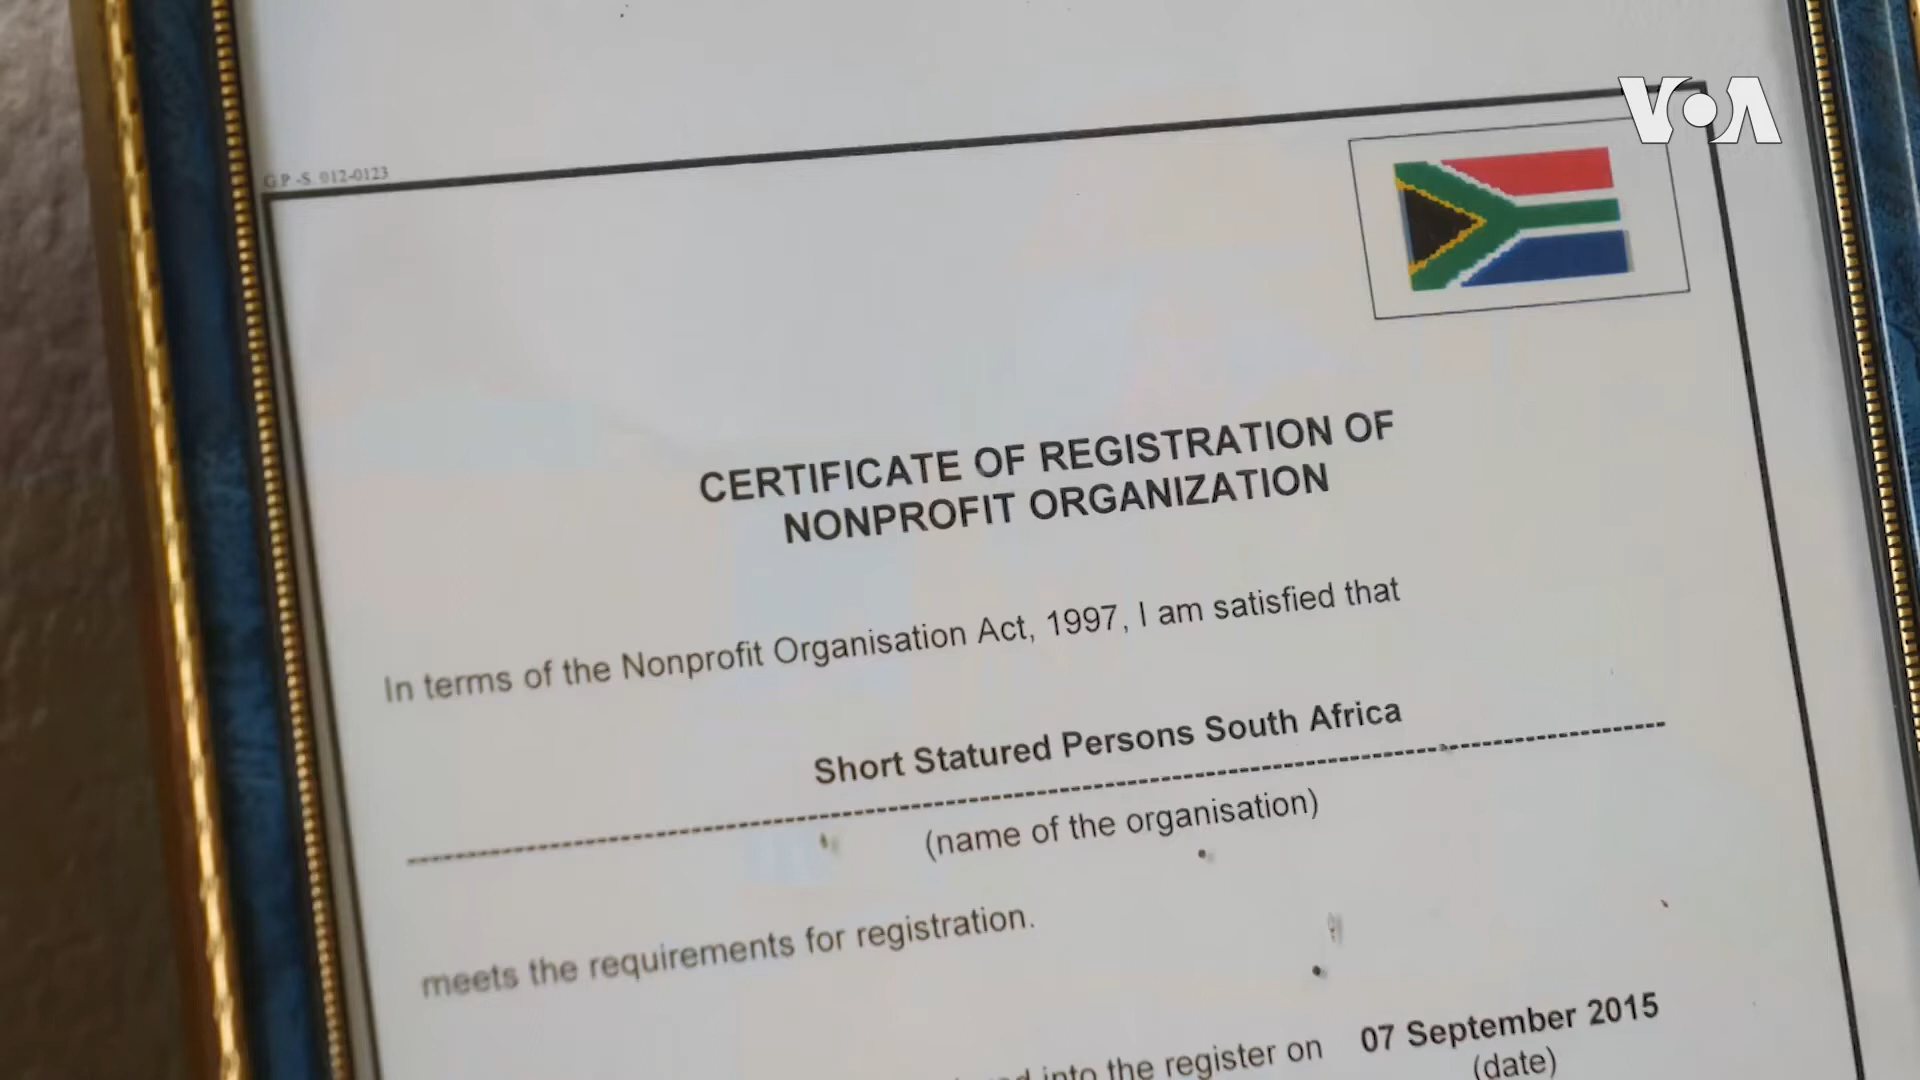 VOA
G.P.-S. 012-0123
CERTIFICATE OF REGISTRATION OF
NONPROFIT ORGANIZATION
In terms of the Nonprofit Organisation Act, 1997, I am satisfied that
Short Statured Persons South Africa
(name of the organisation)
meets the requirements for registration.
into the register on 07 September 2015
(date)